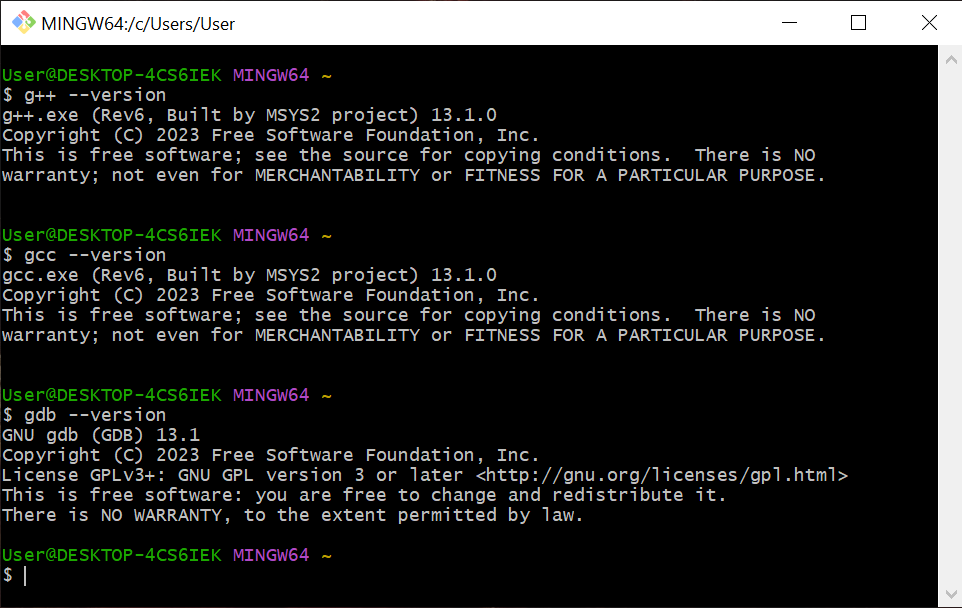 MINGW64:/c/Users/User
User@DESKTOP-4CS6IEK MINGW64 ~
$ g++ --version
g++.exe (Rev6, Built by MSYS2 project) 13.1.0
Copyright (C) 2023 Free Software Foundation, Inc.
This is free software; see the source for copying conditions.  There is NO
warranty; not even for MERCHANTABILITY or FITNESS FOR A PARTICULAR PURPOSE.
User@DESKTOP-4CS6IEK MINGW64 ~
$ gcc --version
gcc.exe (Rev6, Built by MSYS2 project) 13.1.0
Copyright (C) 2023 Free Software Foundation, Inc.
This is free software; see the source for copying conditions.  There is NO
warranty; not even for MERCHANTABILITY or FITNESS FOR A PARTICULAR PURPOSE.
User@DESKTOP-4CS6IEK MINGW64 ~
$ gdb --version
GNU gdb (GDB) 13.1
Copyright (C) 2023 Free Software Foundation, Inc.
License GPLv3+: GNU GPL version 3 or later <http://gnu.org/licenses/gpl.html>
This is free software: you are free to change and redistribute it.
There is NO WARRANTY, to the extent permitted by law.
User@DESKTOP-4CS6IEK MINGW64 ~
$